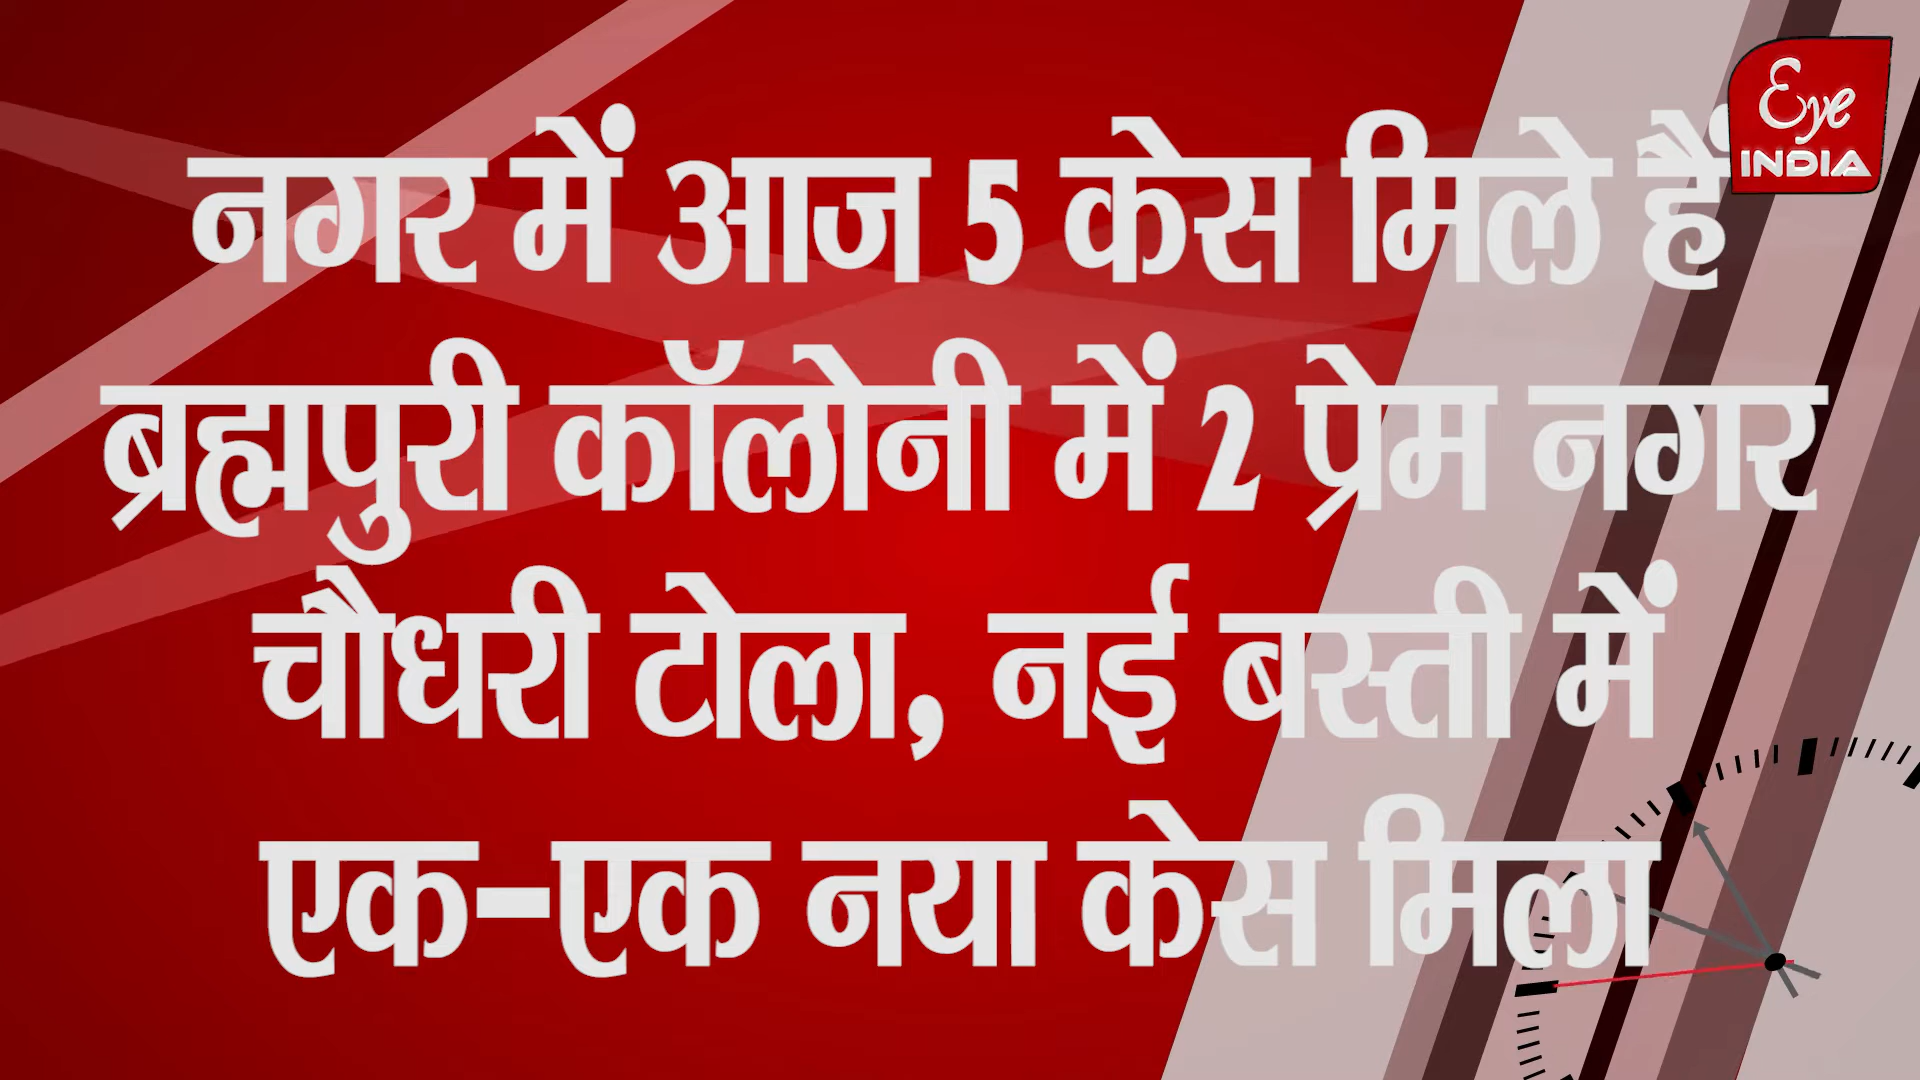 Eye
INDIA
नगर में आज 5 केस मिले हैं
ब्रह्मपुरी कॉलोनी में 2 प्रेम नगर
चौधरी टोला, नई बस्ती में
एक-एक नया केस मिला